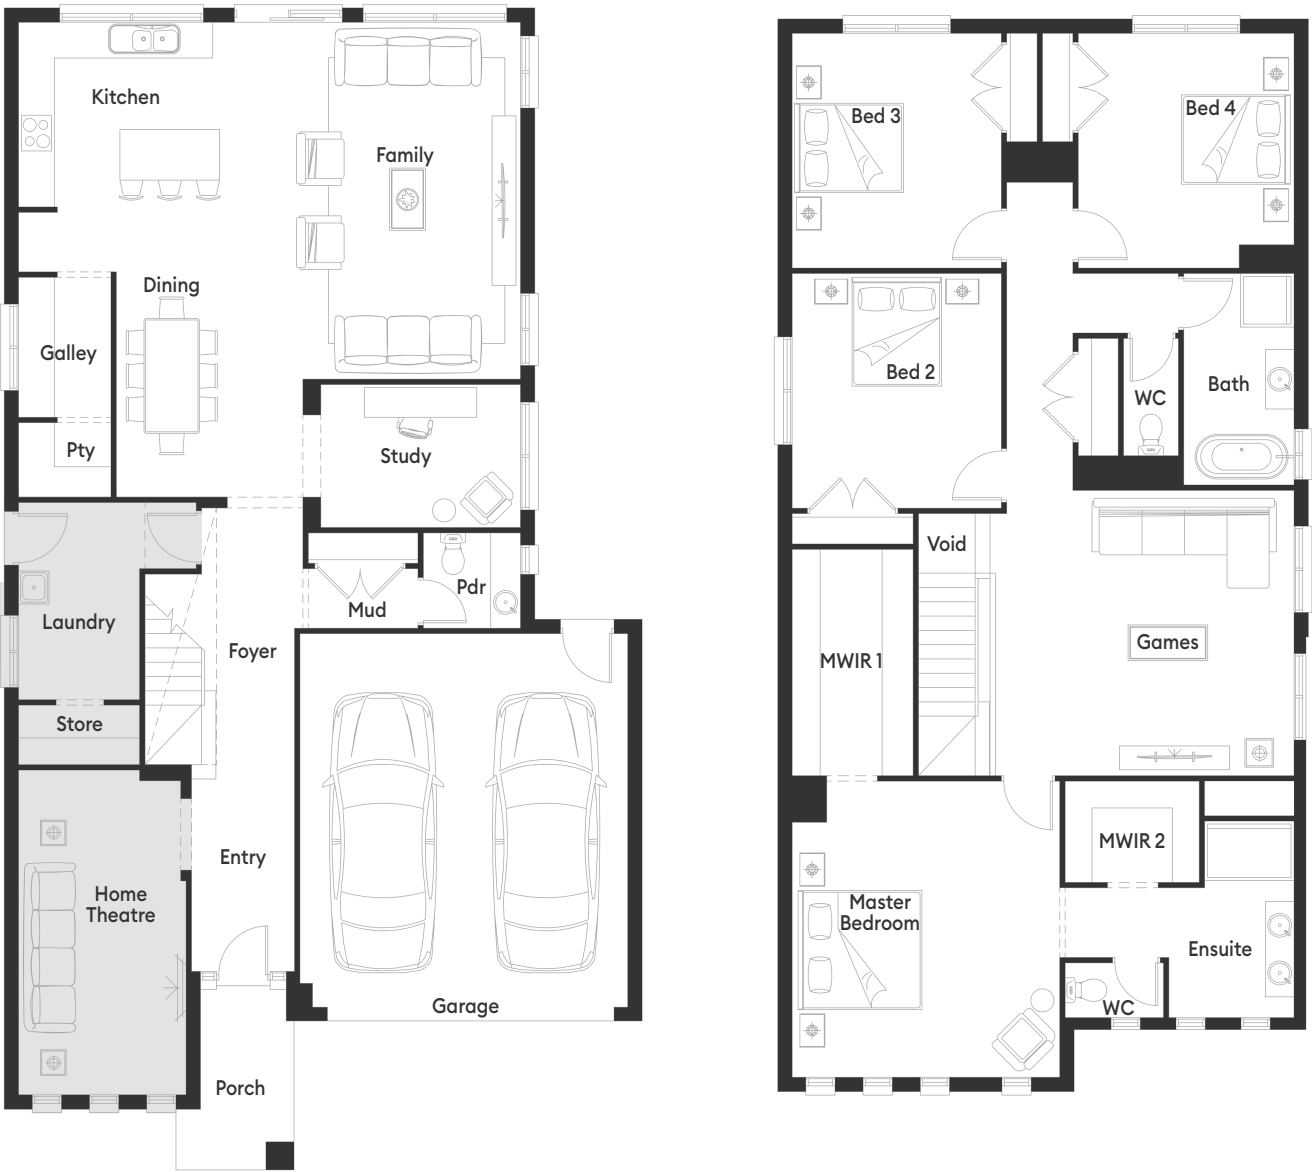 Kitchen
Family
Dining
Galley
Pty
Study
Laundry
Mud
Pdr
Foyer
Store
Entry
Home
Theatre
Garage
Porch
Bed 3
Bed 4
Bed 2
WC
Bath
Void
MWIR 1
Games
MWIR 2
Master
Bedroom
Ensuite
WC